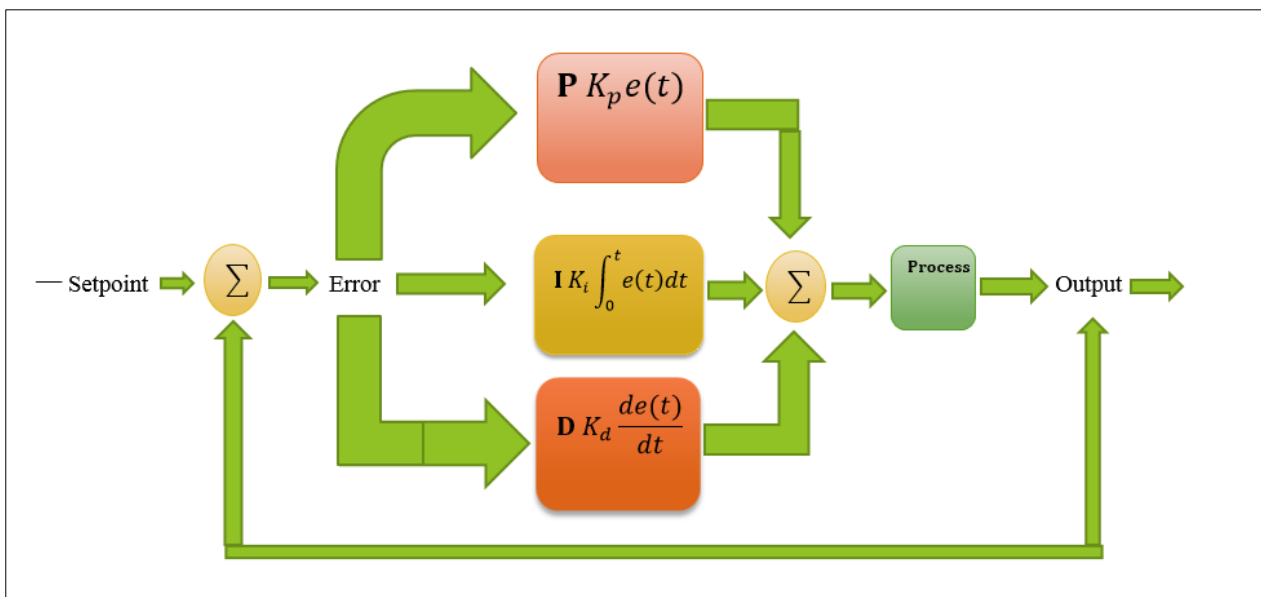 P K_p e(t)
— Setpoint
∑
Error
I K_i ∫_0^t e(t)dt
∑
Process
Output
D K_d de(t)/dt